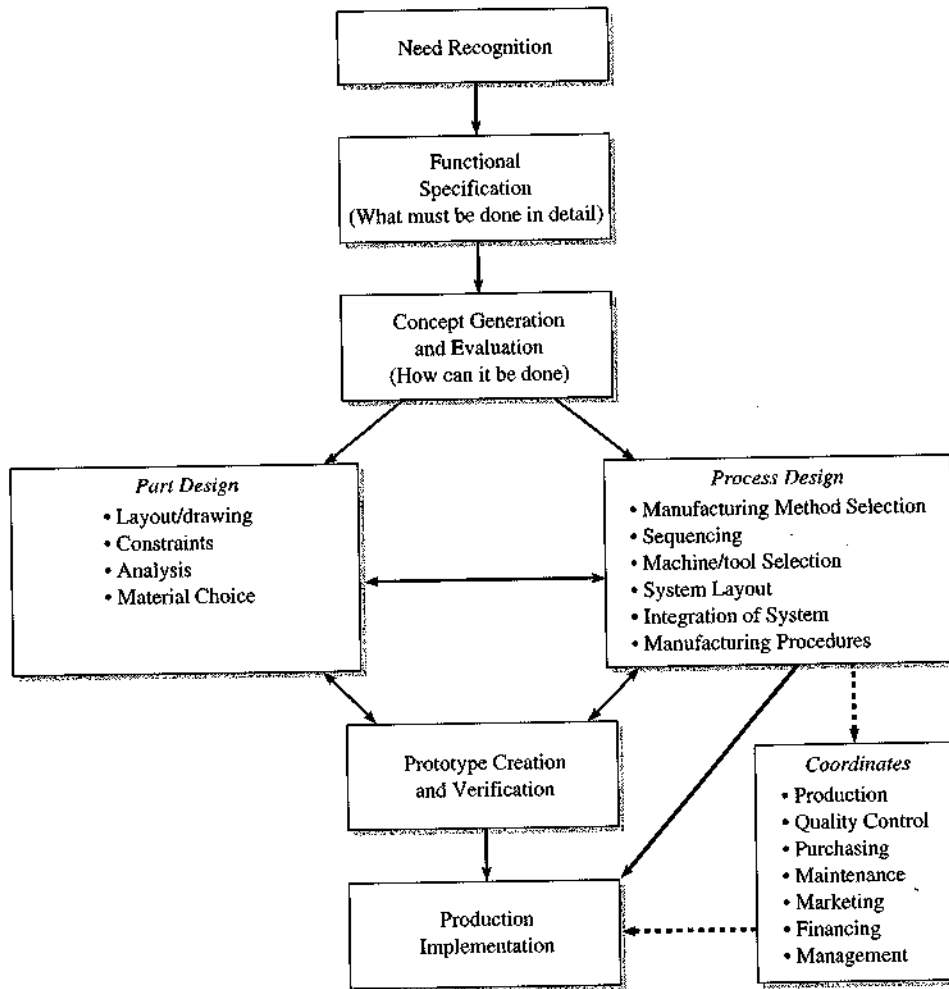 Need Recognition
Functional
Specification
(What must be done in detail)
Concept Generation
and Evaluation
(How can it be done)
Part Design
• Layout/drawing
• Constraints
• Analysis
• Material Choice
Process Design
• Manufacturing Method Selection
• Sequencing
• Machine/tool Selection
• System Layout
• Integration of System
• Manufacturing Procedures
Prototype Creation
and Verification
Coordinates
• Production
• Quality Control
• Purchasing
• Maintenance
• Marketing
• Financing
• Management
Production
Implementation